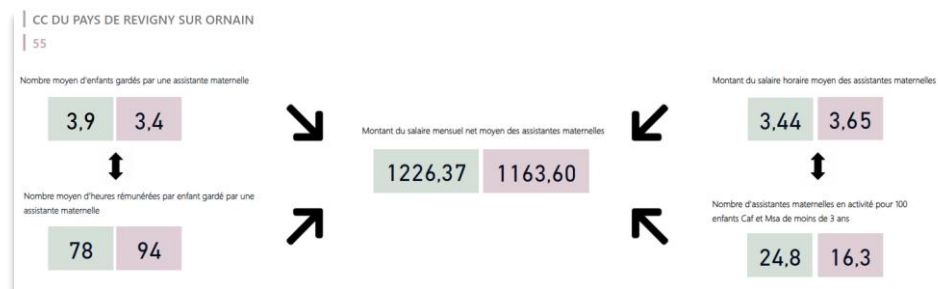 CC DU PAYS DE REVIGNY SUR ORNAIN
55
Nombre moyen d'enfants gardés par une assistante maternelle
3,9 3,4
Nombre moyen d'heures rémunérées par enfant gardé par une
assistante maternelle
78 94
Montant du salaire mensuel net moyen des assistantes maternelles
1226,37 1163,60
Montant du salaire horaire moyen des assistantes maternelles
3,44 3,65
Nombre d'assistantes maternelles en activité pour 100
enfants Caf et Msa de moins de 3 ans
24,8 16,3